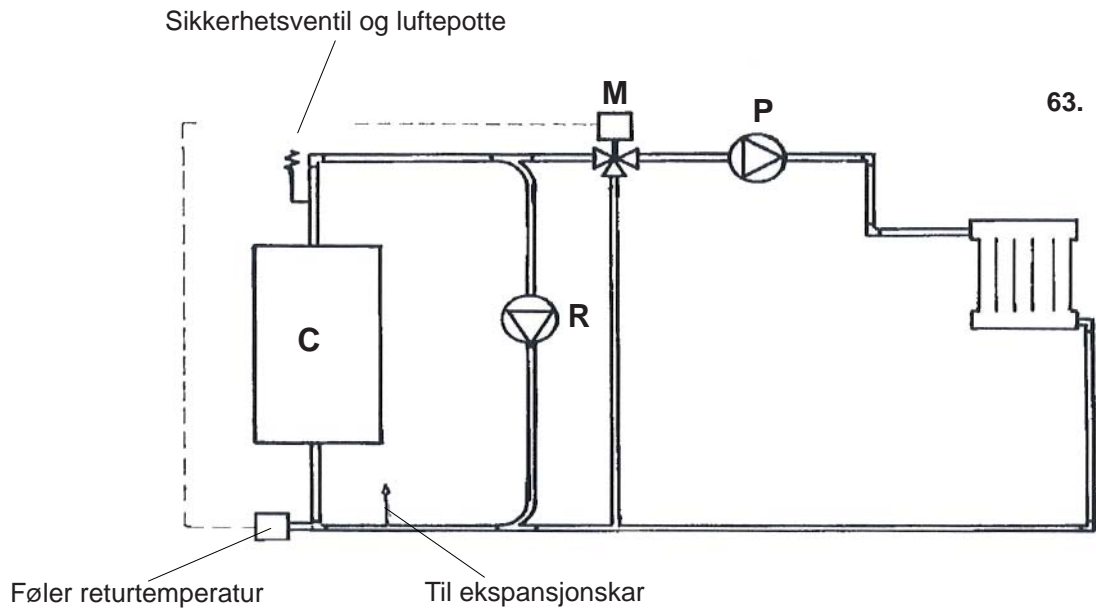 Sikkerhetsventil og luftepotte
M
P
63.
R
C
Føler returtemperatur
Til ekspansjonskar